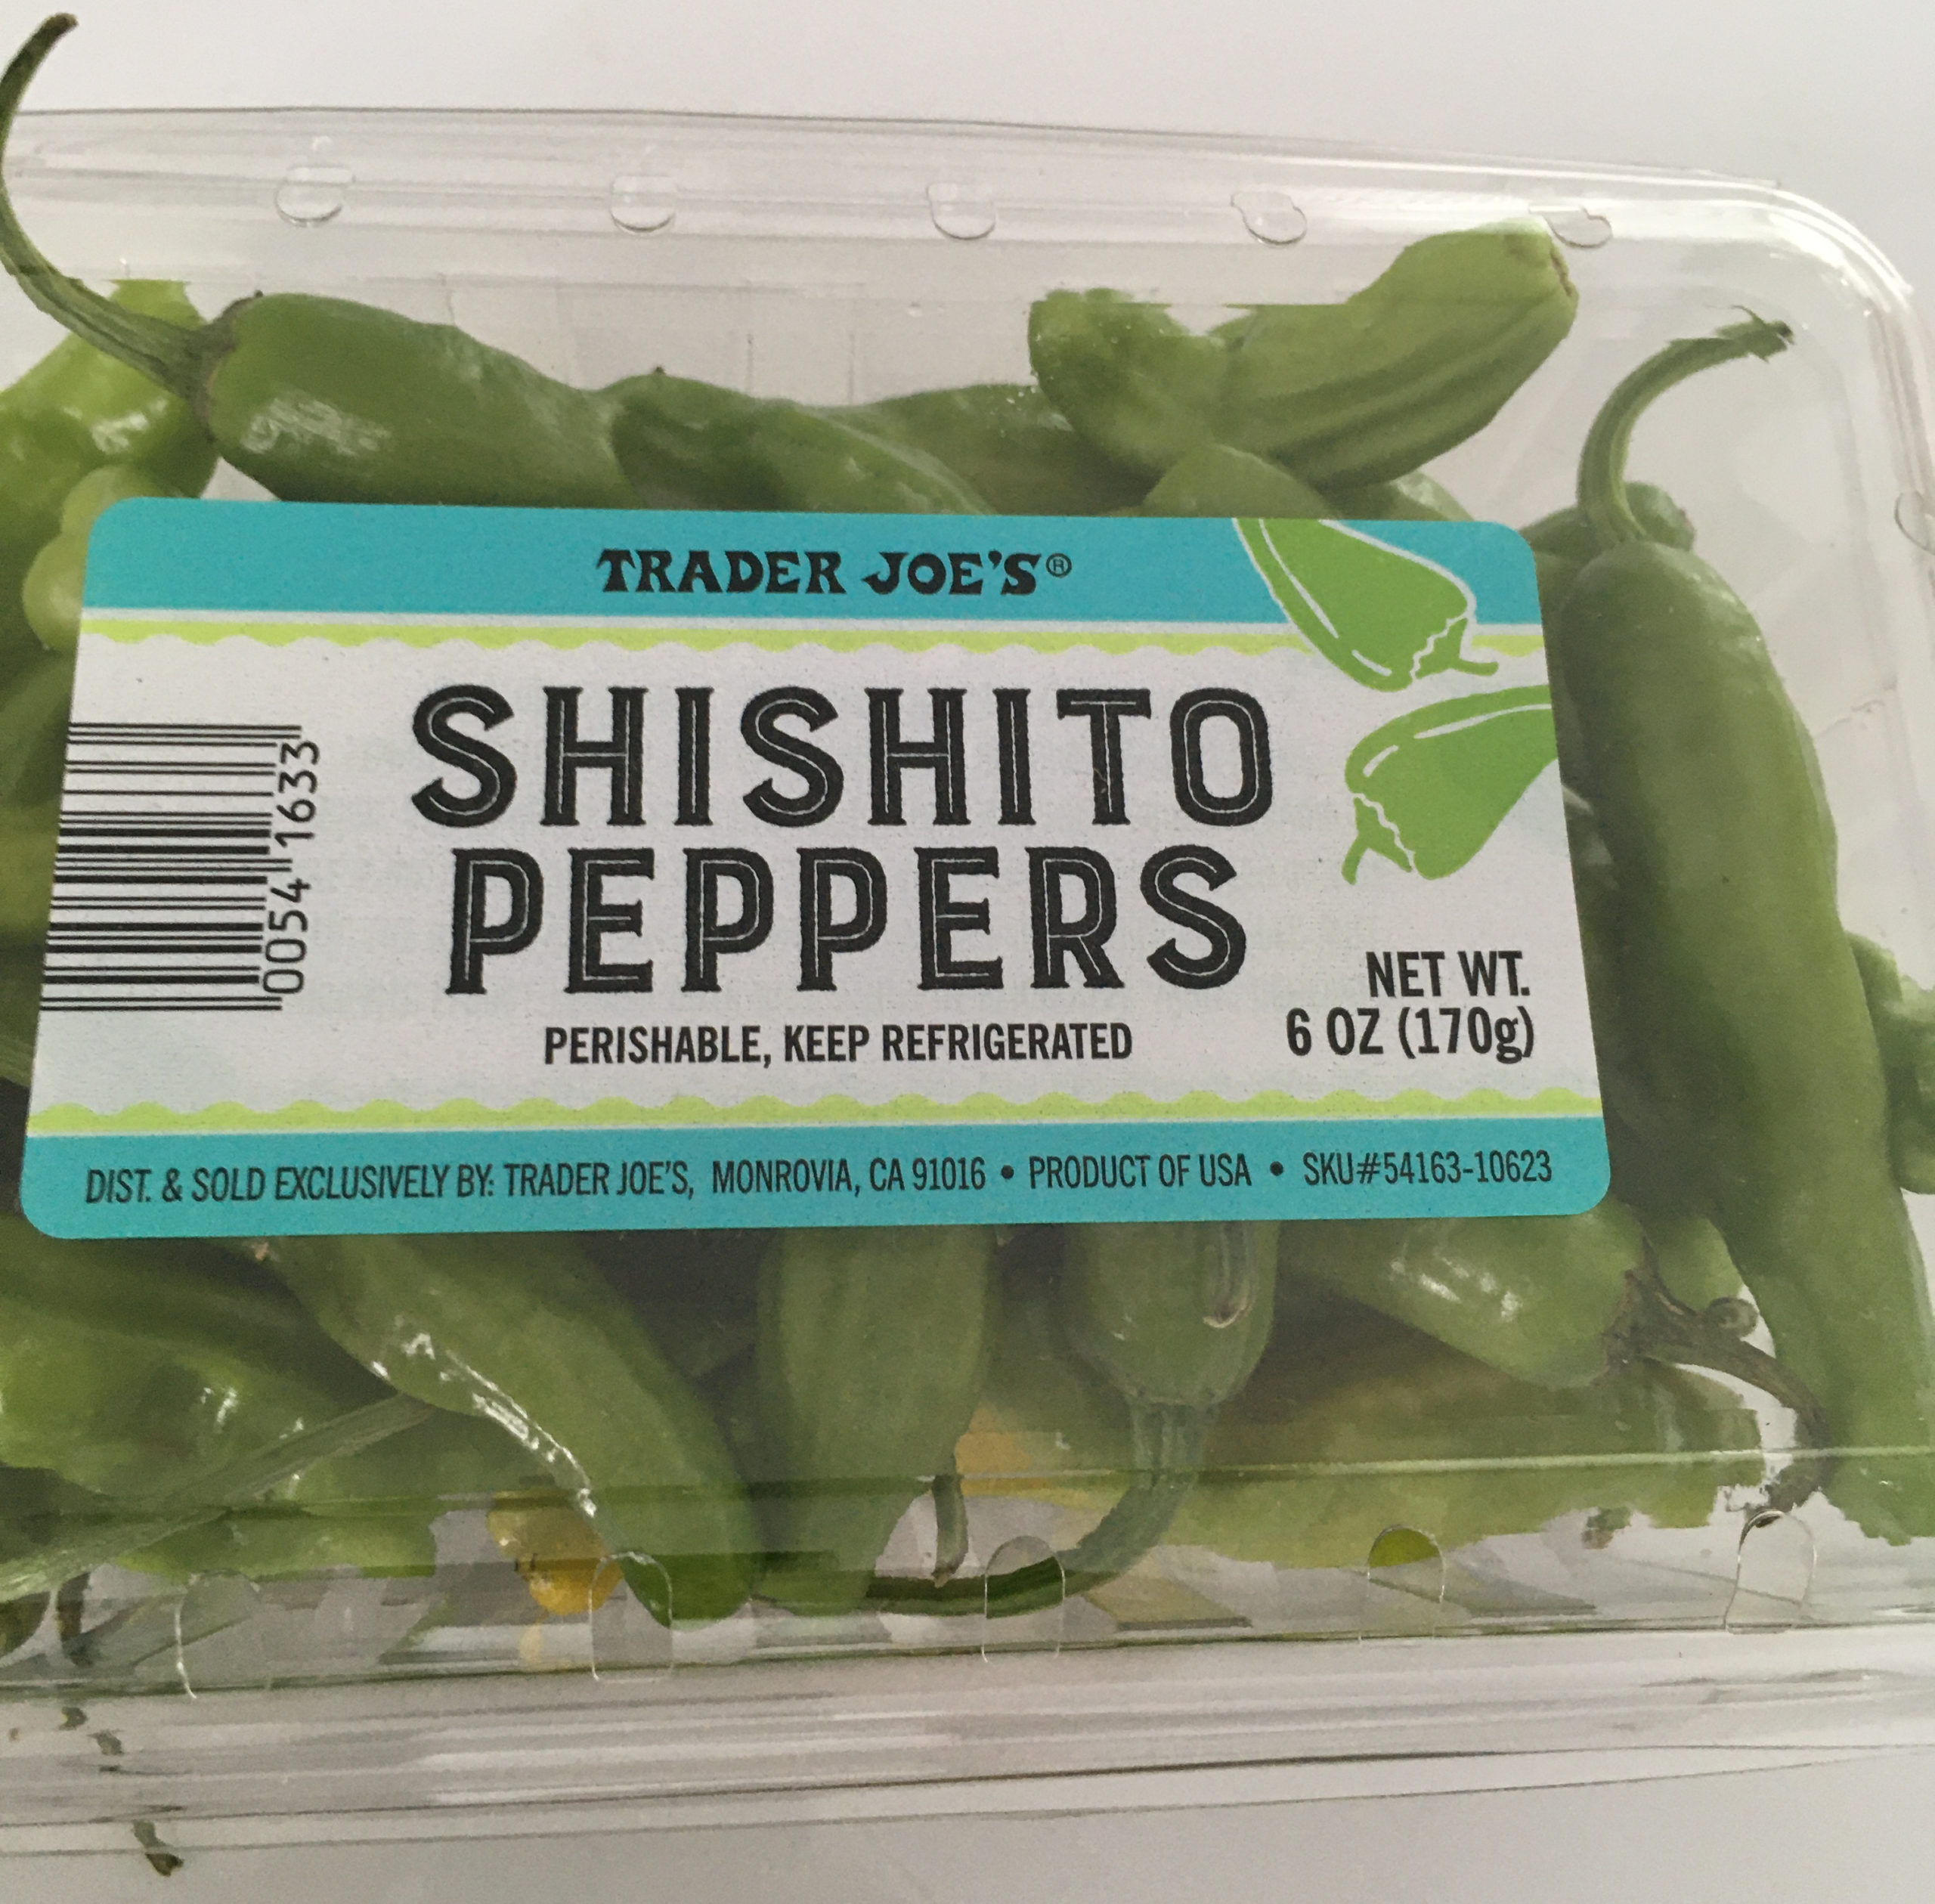 TRADER JOE'S®
SHISHITO
PEPPERS
PERISHABLE, KEEP REFRIGERATED
NET WT.
6 OZ (170g)
0054 1633
DIST. & SOLD EXCLUSIVELY BY: TRADER JOE'S, MONROVIA, CA 91016 • PRODUCT OF USA • SKU#54163-10623